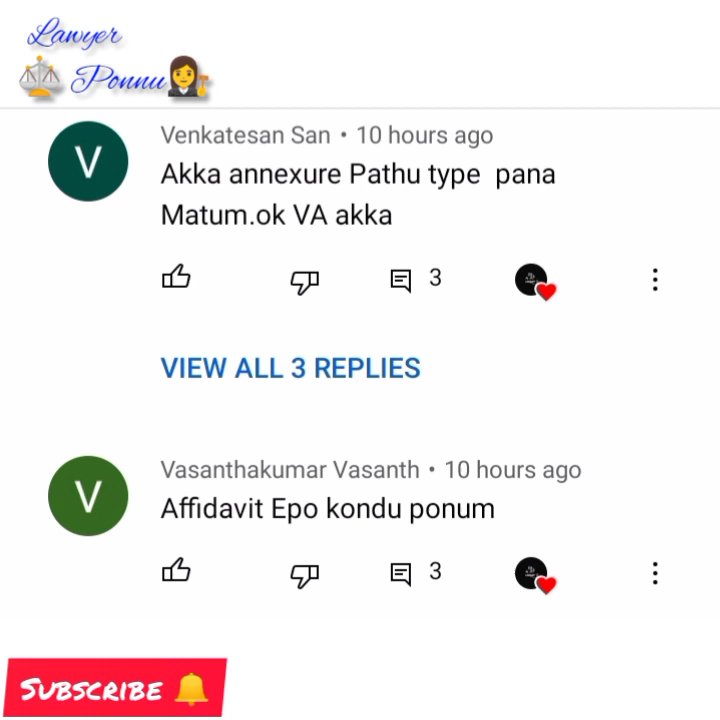 Lawyer
Ponnu
V
Venkatesan San • 10 hours ago
Akka annexure Pathu type pana
Matum.ok VA akka
3
VIEW ALL 3 REPLIES
V
Vasanthakumar Vasanth • 10 hours ago
Affidavit Epo kondu ponum
3
SUBSCRIBE